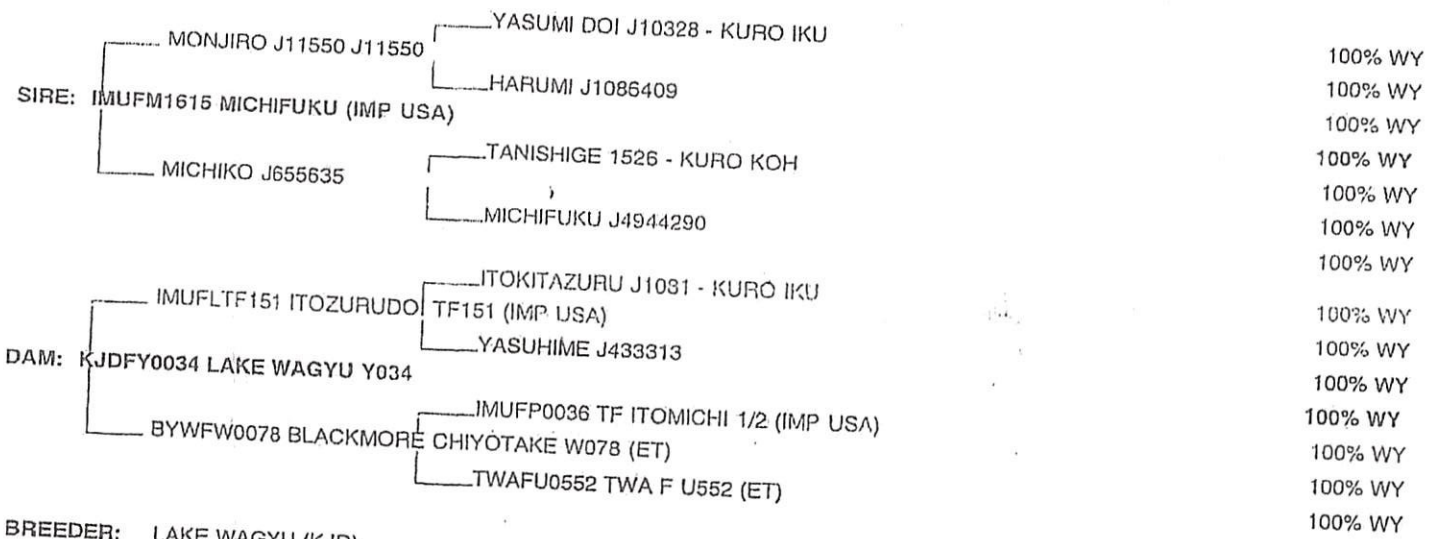 YASUMI DOI J10328 - KURO IKU
100% WY
MONJIRO J11550 J11550
100% WY
HARUMI J1086409
100% WY
SIRE: IMUFM1615 MICHIFUKU (IMP USA)
100% WY
TANISHIGE 1526 - KURO KOH
100% WY
MICHIKO J655635
100% WY
MICHIFUKU J4944290
100% WY
ITOKITAZURU J1081 - KURO IKU
100% WY
IMUFLTF151 ITOZURUDOI TF151 (IMP USA)
100% WY
YASUHIME J433313
100% WY
DAM: KJDFY0034 LAKE WAGYU Y034
100% WY
IMUFP0036 TF ITOMICHI 1/2 (IMP USA)
100% WY
BYWFW0078 BLACKMORE CHIYOTAKE W078 (ET)
100% WY
TWAFU0552 TWA F U552 (ET)
100% WY
BREEDER: LAKE WAGYU (KJD)